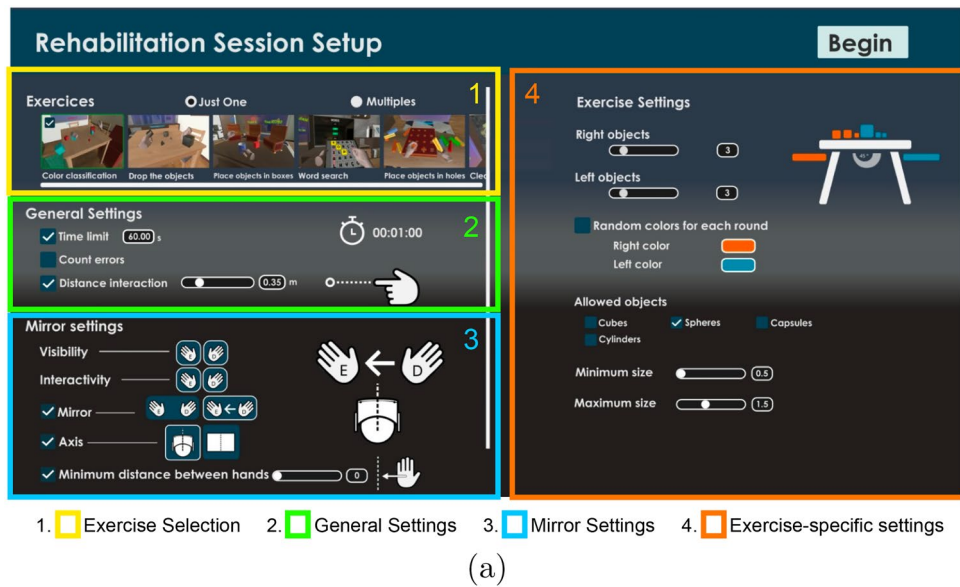 Rehabilitation Session Setup
Begin
Exercices
Just One
Multiples
1
Color classification
Drop the objects
Place objects in boxes
Word search
Place objects in holes
Clea
General Settings
2
Time limit 60.00 s
00:01:00
Count errors
Distance interaction 0.35 m
Mirror settings
3
Visibility E D
Interactivity E D
Mirror
Axis
E D
Minimum distance between hands 0
4
Exercise Settings
Right objects
3
Left objects
3
45°
Random colors for each round
Right color
Left color
Allowed objects
Cubes Spheres Capsules
Cylinders
Minimum size 0.5
Maximum size 1.5
1. Exercise Selection 2. General Settings 3. Mirror Settings 4. Exercise-specific settings
(a)